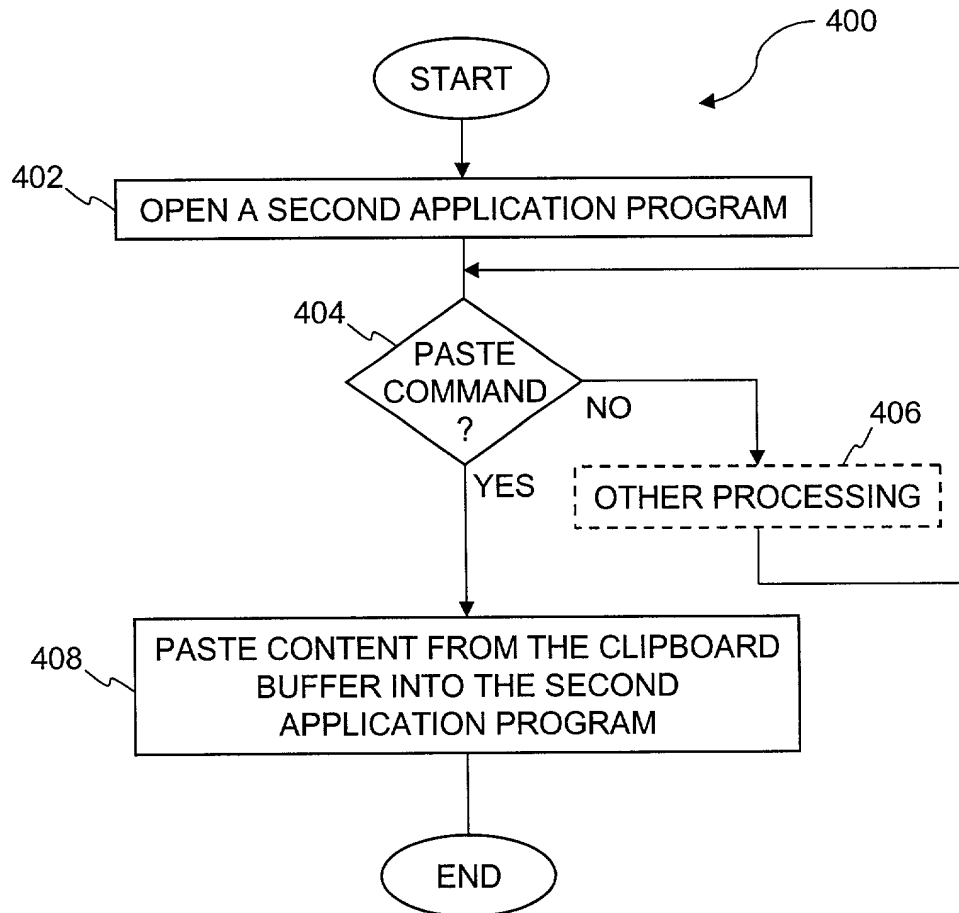 400
START
402
OPEN A SECOND APPLICATION PROGRAM
404
PASTE
COMMAND
?
NO
406
YES
OTHER PROCESSING
408
PASTE CONTENT FROM THE CLIPBOARD
BUFFER INTO THE SECOND
APPLICATION PROGRAM
END